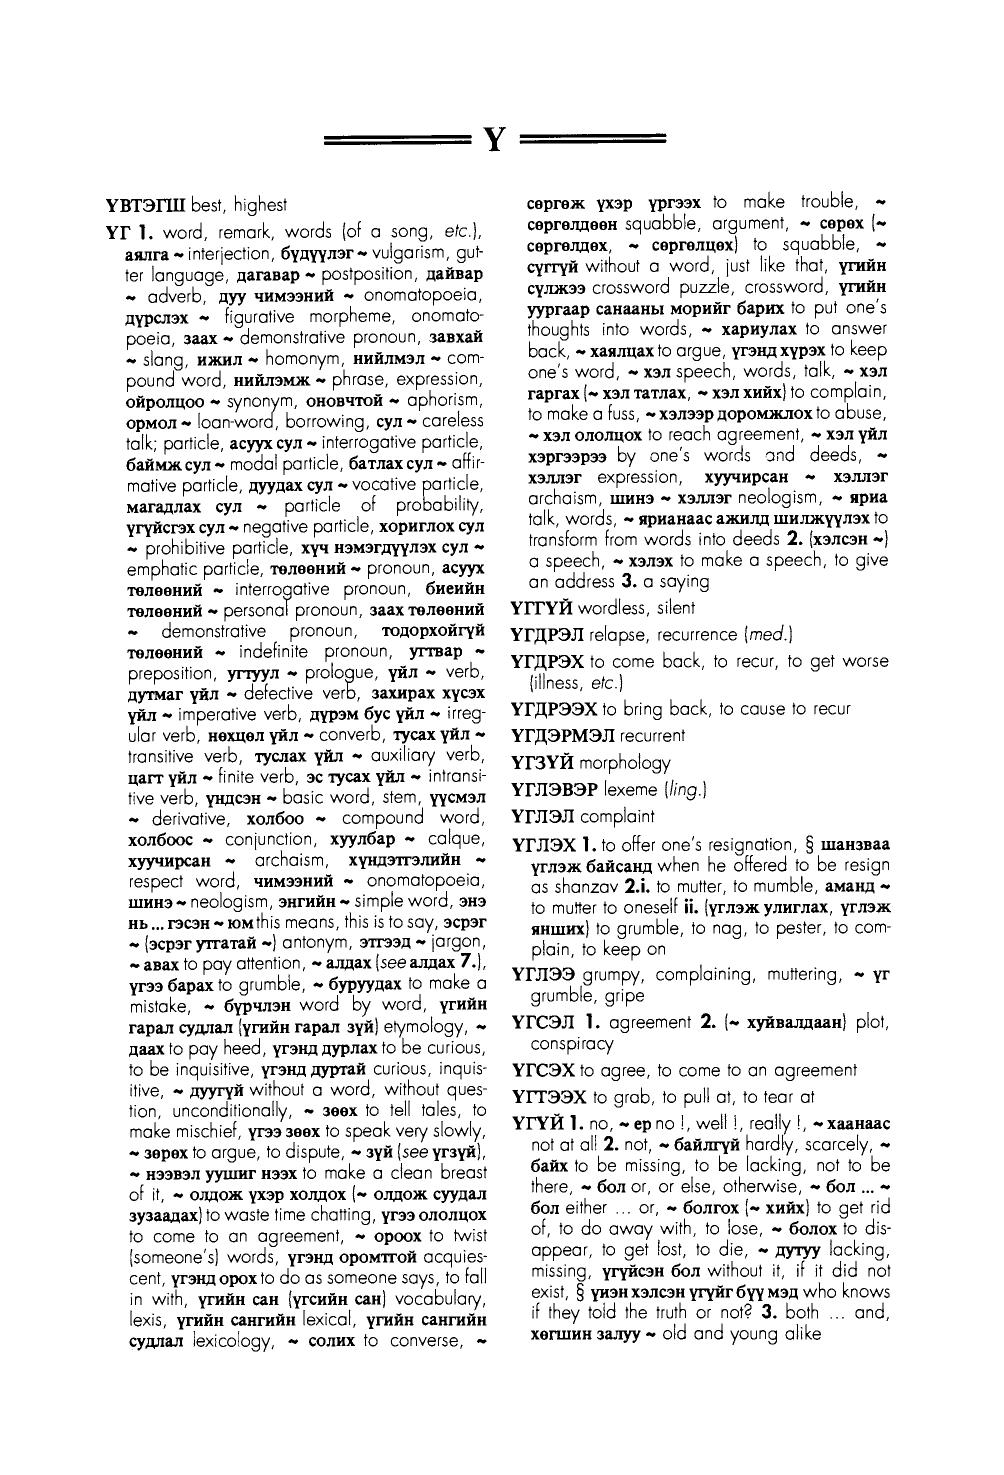 Ү
ҮВТЭГШ best, highest
ҮГ 1. word, remark, words (of a song, etc.),
аялга ~ interjection, бүдүүлэг ~ vulgarism, gut-
ter language, дагавар ~ postposition, дайвар
~ adverb, дуу чимээний ~ onomatopoeia,
дүрслэх ~ figurative morpheme, onomato-
poeia, заах ~ demonstrative pronoun, завхай
~ slang, ижил ~ homonym, нийлмэл ~ com-
pound word, нийлэмж ~ phrase, expression,
ойролцоо ~ synonym, оновчтой ~ aphorism,
ормол ~ loan-word, borrowing, сул ~ careless
talk; particle, асуух сул ~ interrogative particle,
баймж сул ~ modal particle, батлах сул ~ affir-
mative particle, дуудах сул ~ vocative particle,
магадлах сул ~ particle of probability,
үгүйсгэх сул ~ negative particle, хориглох сул
~ prohibitive particle, хүч нэмэгдүүлэх сул ~
emphatic particle, төлөөний ~ pronoun, асуух
төлөөний ~ interrogative pronoun, биеийн
төлөөний ~ personal pronoun, заах төлөөний
~ demonstrative pronoun, тодорхойгүй
төлөөний ~ indefinite pronoun, угтвар ~
preposition, угтуул ~ prologue, үйл ~ verb,
дутмаг үйл ~ defective verb, захирах хүсэх
үйл ~ imperative verb, дүрэм бус үйл ~ irreg-
ular verb, нөхцөл үйл ~ converb, тусах үйл ~
transitive verb, туслах үйл ~ auxiliary verb,
цагт үйл ~ finite verb, эс тусах үйл ~ intransi-
tive verb, үндсэн ~ basic word, stem, үүсмэл
~ derivative, холбоо ~ compound word,
холбоос ~ conjunction, хуулбар ~ calque,
хуучирсан ~ archaism, хүндэтгэлийн ~
respect word, чимээний ~ onomatopoeia,
шинэ ~ neologism, энгийн ~ simple word, энэ
нь ... гэсэн ~ юм this means, this is to say, эсрэг
~ (эсрэг утгатай ~) antonym, этгээд ~ jargon,
~ авах to pay attention, ~ алдах (see алдах 7.),
үгээ барах to grumble, ~ буруудах to make a
mistake, ~ бүрчлэн word by word, үгийн
гарал судлал (үгийн гарал зүй) etymology, ~
даах to pay heed, үгэнд дурлах to be curious,
to be inquisitive, үгэнд дуртай curious, inquis-
itive, ~ дуугүй without a word, without ques-
tion, unconditionally, ~ зөөх to tell tales, to
make mischief, үгээ зөөх to speak very slowly,
~ зөрөх to argue, to dispute, ~ зүй (see үгзүй),
~ нээвэл уушиг нээх to make a clean breast
of it, ~ олдож үхэр холдох (~ олдож суудал
зузаадах) to waste time chatting, үгээ ололцох
to come to an agreement, ~ ороох to twist
(someone's) words, үгэнд оромтгой acquies-
cent, үгэнд орох to do as someone says, to fall
in with, үгийн сан (үгсийн сан) vocabulary,
lexis, үгийн сангийн lexical, үгийн сангийн
судлал lexicology, ~ солих to converse, ~
сөргөж үхэр үргээх to make trouble, ~
сөргөлдөөн squabble, argument, ~ сөрөх (~
сөргөлдөх, ~ сөргөлцөх) to squabble, ~
сүггүй without a word, just like that, үгийн
сүлжээ crossword puzzle, crossword, үгийн
уургаар санааны морийг барих to put one's
thoughts into words, ~ хариулах to answer
back, ~ хаялцах to argue, үгэнд хүрэх to keep
one's word, ~ хэл speech, words, talk, ~ хэл
гаргах (~ хэл татлах, ~ хэл хийх) to complain,
to make a fuss, ~ хэлээр доромжлох to abuse,
~ хэл ололцох to reach agreement, ~ хэл үйл
хэргээрээ by one's words and deeds, ~
хэллэг expression, хуучирсан ~ хэллэг
archaism, шинэ ~ хэллэг neologism, ~ яриа
talk, words, ~ ярианаас ажилд шилжүүлэх to
transform from words into deeds 2. (хэлсэн ~)
a speech, ~ хэлэх to make a speech, to give
an address 3. a saying
ҮГГҮЙ wordless, silent
ҮГДРЭЛ relapse, recurrence (med.)
ҮГДРЭХ to come back, to recur, to get worse
(illness, etc.)
ҮГДРЭЭХ to bring back, to cause to recur
ҮГДЭРМЭЛ recurrent
ҮГЗҮЙ morphology
ҮГЛЭВЭР lexeme (ling.)
ҮГЛЭЛ complaint
ҮГЛЭХ 1. to offer one's resignation, § шанзваа
үглэж байсанд when he offered to be resign
as shanzav 2.i. to mutter, to mumble, аманд ~
to mutter to oneself ii. (үглэж улиглах, үглэж
янших) to grumble, to nag, to pester, to com-
plain, to keep on
ҮГЛЭЭ grumpy, complaining, muttering, ~ үг
grumble, gripe
ҮГСЭЛ 1. agreement 2. (~ хуйвалдаан) plot,
conspiracy
ҮГСЭХ to agree, to come to an agreement
ҮГТЭЭХ to grab, to pull at, to tear at
ҮГҮЙ 1. no, ~ ер no !, well !, really !, ~ хаанаас
not at all 2. not, ~ байлгүй hardly, scarcely, ~
байх to be missing, to be lacking, not to be
there, ~ бол or, or else, otherwise, ~ бол ... ~
бол either ... or, ~ болгох (~ хийх) to get rid
of, to do away with, to lose, ~ болох to dis-
appear, to get lost, to die, ~ дутуу lacking,
missing, үгүйсэн бол without it, if it did not
exist, § үнэн хэлсэн үгүйг бүү мэд who knows
if they told the truth or not? 3. both ... and,
хөгшин залуу ~ old and young alike